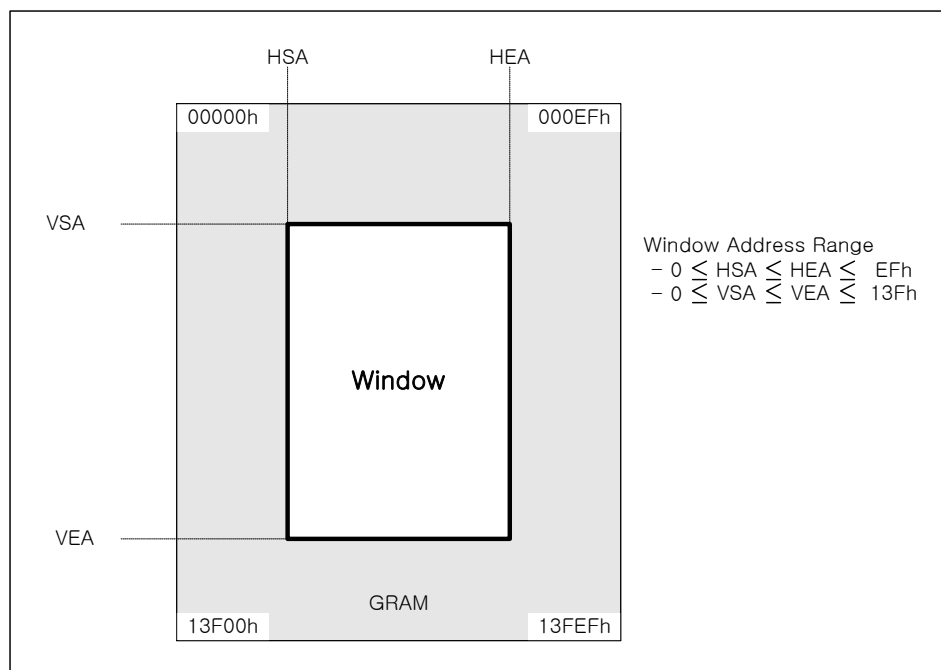 HSA HEA
00000h 000EFh
VSA
Window Address Range
- 0 ≤ HSA ≤ HEA ≤ EFh
- 0 ≤ VSA ≤ VEA ≤ 13Fh
Window
VEA
GRAM
13F00h 13FEFh